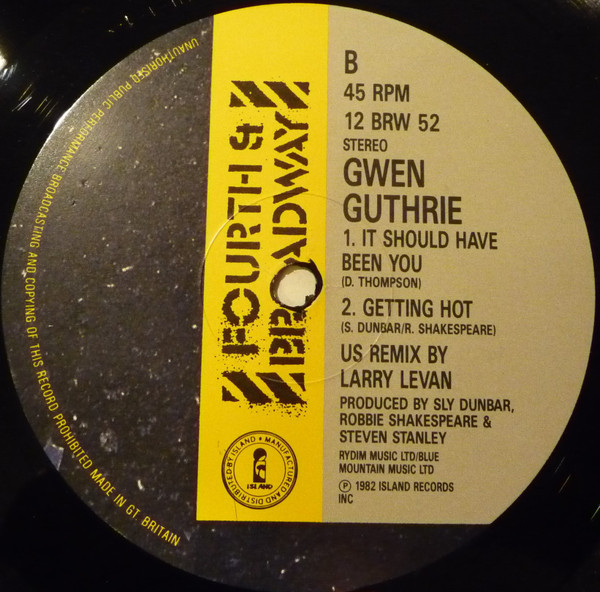 B
45 RPM
12 BRW 52
STEREO
GWEN
GUTHRIE
1. IT SHOULD HAVE
BEEN YOU
(D. THOMPSON)
2. GETTING HOT
(S. DUNBAR/R. SHAKESPEARE)
US REMIX BY
LARRY LEVAN
PRODUCED BY SLY DUNBAR,
ROBBIE SHAKESPEARE &
STEVEN STANLEY
RYDIM MUSIC LTD/BLUE
MOUNTAIN MUSIC LTD
℗ 1982 ISLAND RECORDS
INC
FOURTH &
BROADWAY
MANUFACTURED AND DISTRIBUTED BY ISLAND
ISLAND
UNAUTHORISED PUBLIC PERFORMANCE BROADCASTING AND COPYING OF THIS RECORD PROHIBITED MADE IN GT. BRITAIN